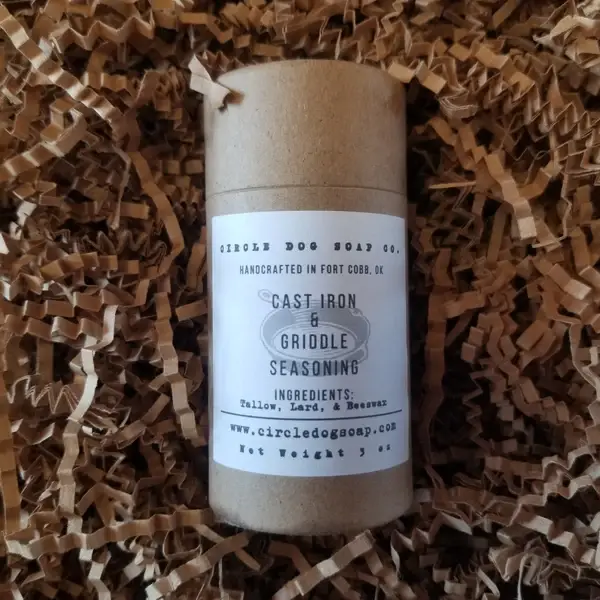 CIRCLE DOG SOAP CO.
HANDCRAFTED IN FORT COBB, OK
CAST IRON
&
GRIDDLE
SEASONING
INGREDIENTS:
Tallow, Lard, & Beeswax
www.circledogsoap.com
Net Weight 3 oz